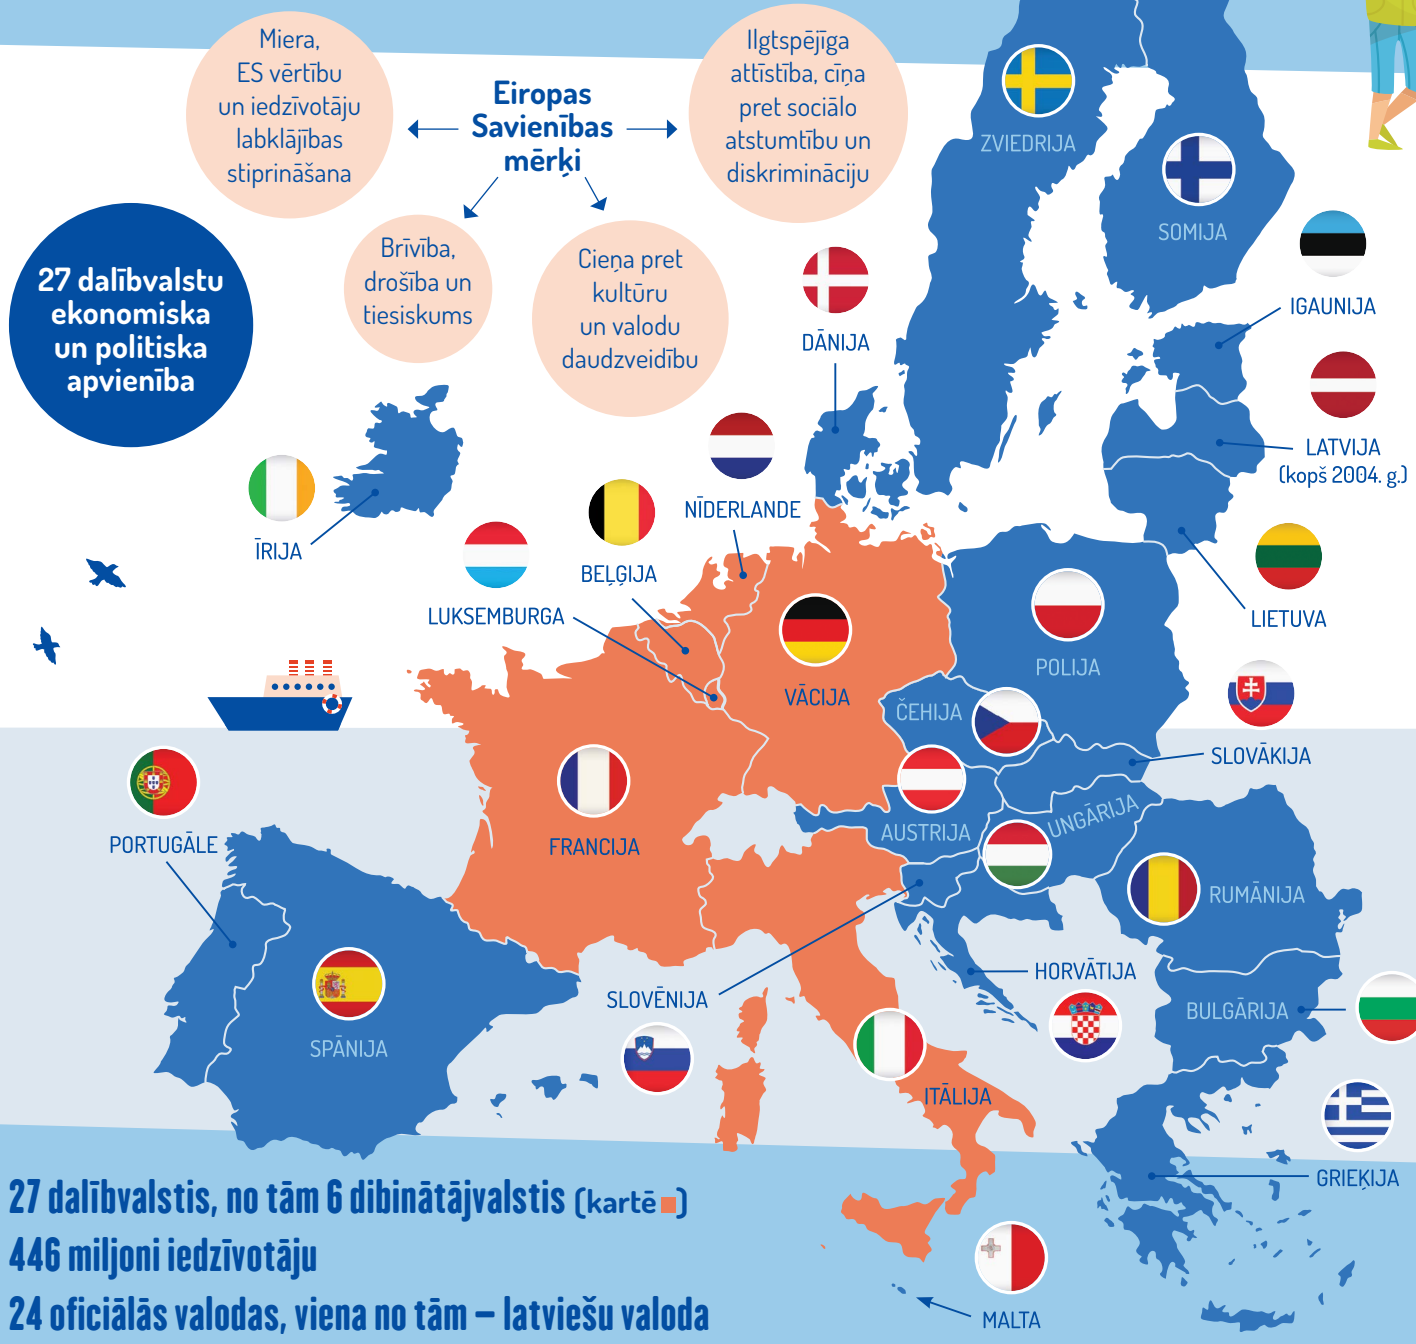 Miera,
ES vērtību
un iedzīvotāju
labklājības
stiprināšana
Eiropas
Savienības
mērķi
Ilgtspējīga
attīstība, cīņa
pret sociālo
atstumtību un
diskrimināciju
Brīvība,
drošība un
tiesiskums
Cieņa pret
kultūru
un valodu
daudzveidību
27 dalībvalstu
ekonomiska
un politiska
apvienība
ZVIEDRIJA
SOMIJA
IGAUNIJA
DĀNIJA
LATVIJA
(kopš 2004. g.)
NĪDERLANDE
ĪRIJA
BEĻĢIJA
LUKSEMBURGA
LIETUVA
POLIJA
VĀCIJA
ČEHIJA
SLOVĀKIJA
PORTUGĀLE
FRANCIJA
AUSTRIJA
UNGĀRIJA
RUMĀNIJA
HORVĀTIJA
SLOVĒNIJA
BULGĀRIJA
SPĀNIJA
ITĀLIJA
GRIEĶIJA
MALTA
27 dalībvalstis, no tām 6 dibinātājvalstis (kartē )
446 miljoni iedzīvotāju
24 oficiālās valodas, viena no tām – latviešu valoda